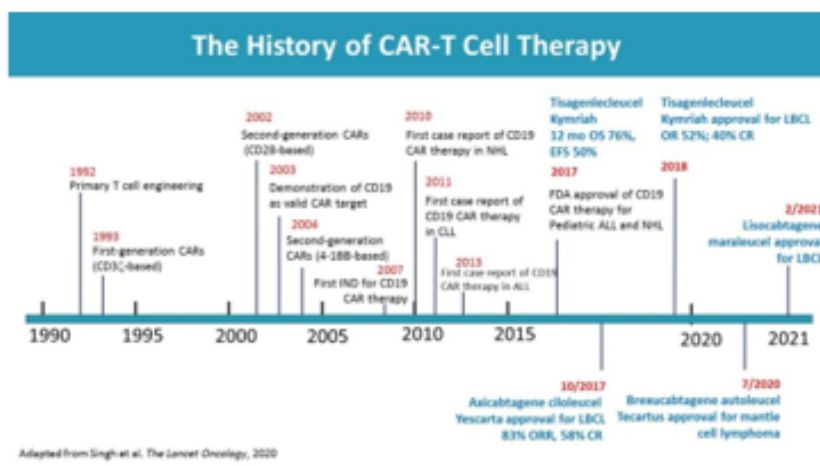 The History of CAR-T Cell Therapy
1992
Primary T cell engineering
1993
First-generation CARs
(CD3ζ-based)
2002
Second-generation CARs
(CD28-based)
2003
Demonstration of CD19
as valid CAR target
2004
Second-generation
CARs (4-1BB-based)
2007
First IND for CD19
CAR therapy
2010
First case report of CD19
CAR therapy in NHL
2011
First case report of
CD19 CAR therapy
in CLL
2013
First case report of CD19
CAR therapy in ALL
Tisagenlecleucel
Kymriah
12 mo OS 76%,
EFS 50%
2017
FDA approval of CD19
CAR therapy for
Pediatric ALL and NHL
Tisagenlecleucel
Kymriah approval for LBCL
OR 52%; 40% CR
2018
2/2021
Lisocabtagene
maraleucel approva
for LBCL
1990
1995
2000
2005
2010
2015
2020
2021
10/2017
Axicabtagene ciloleucel
Yescarta approval for LBCL
83% ORR, 58% CR
7/2020
Brexucabtagene autoleucel
Tecartus approval for mantle
cell lymphoma
Adapted from Singh et al. The Lancet Oncology, 2020